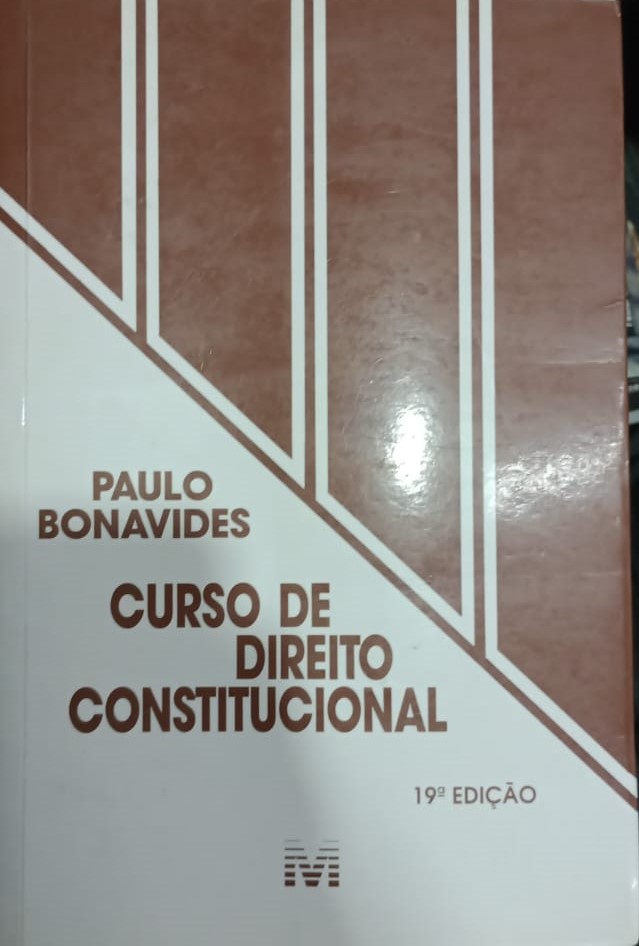 PAULO
BONAVIDES
CURSO DE
DIREITO
CONSTITUCIONAL
19ª EDIÇÃO
M